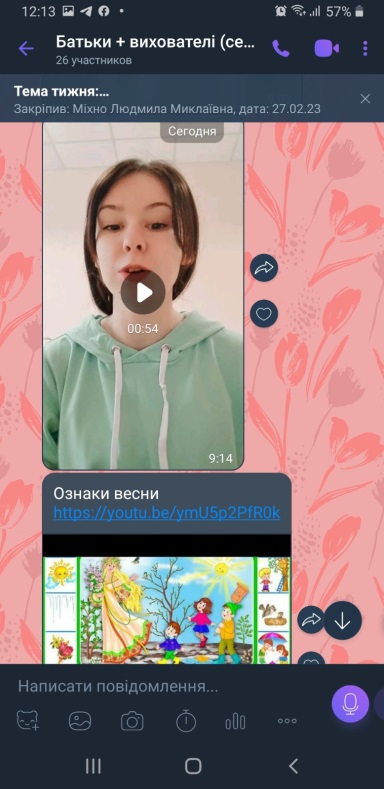 12:13
57%
Батьки + вихователі (се...
26 участников
Тема тижня:...
Закріпив: Міхно Людмила Миклаївна, дата: 27.02.23
Сегодня
00:54
9:14
Ознаки весни
https://youtu.be/ymU5p2PfR0k
Написати повідомлення...